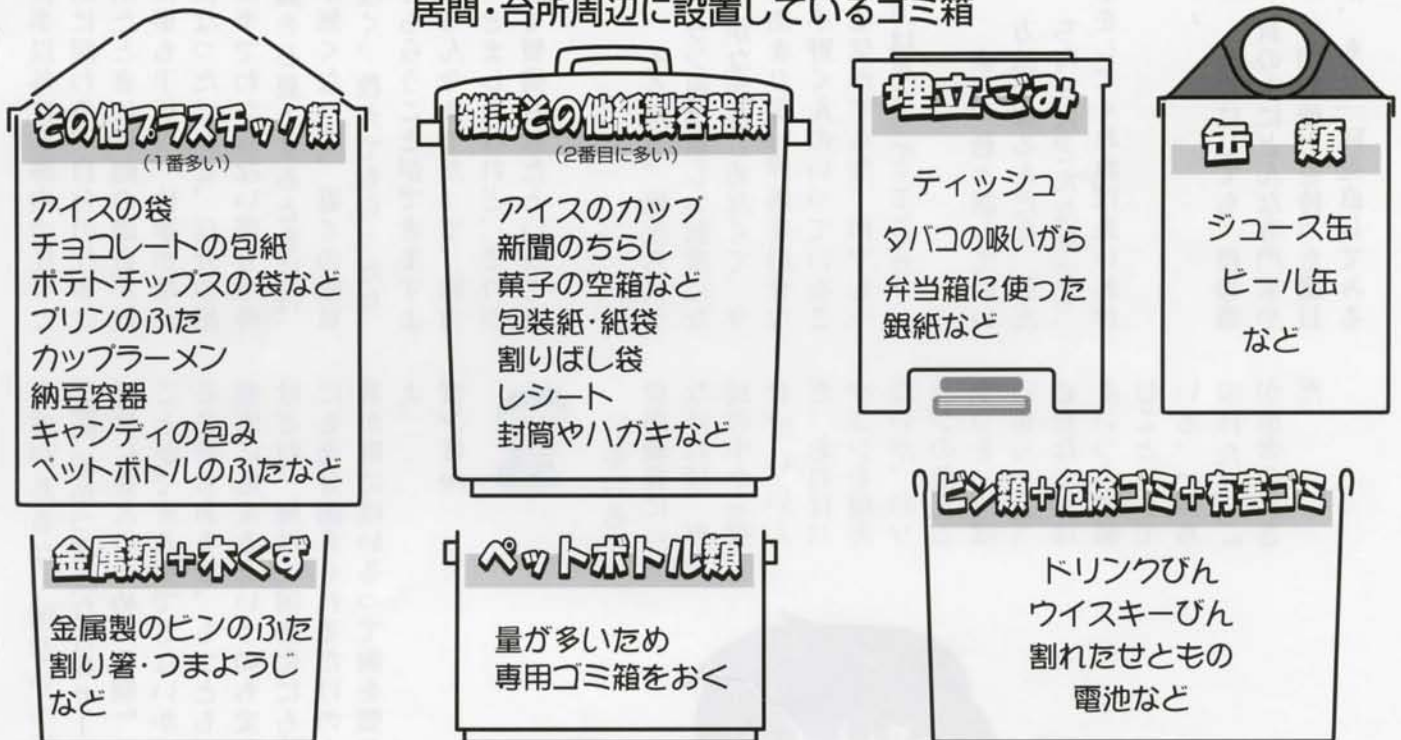 居間・台所周辺に設置しているゴミ箱
その他プラスチック類
（1番多い）
アイスの袋
チョコレートの包紙
ポテトチップスの袋など
プリンのふた
カップラーメン
納豆容器
キャンディの包み
ペットボトルのふたなど
雑誌その他紙製容器類
（2番目に多い）
アイスのカップ
新聞のちらし
菓子の空箱など
包装紙・紙袋
割りばし袋
レシート
封筒やハガキなど
埋立ごみ
ティッシュ
タバコの吸いがら
弁当箱に使った
銀紙など
缶 類
ジュース缶
ビール缶
など
金属類+木くず
金属製のビンのふた
割り箸・つまようじ
など
ペットボトル類
量が多いため
専用ゴミ箱をおく
ビン類+危険ゴミ+有害ゴミ
ドリンクびん
ウイスキーびん
割れたせともの
電池など